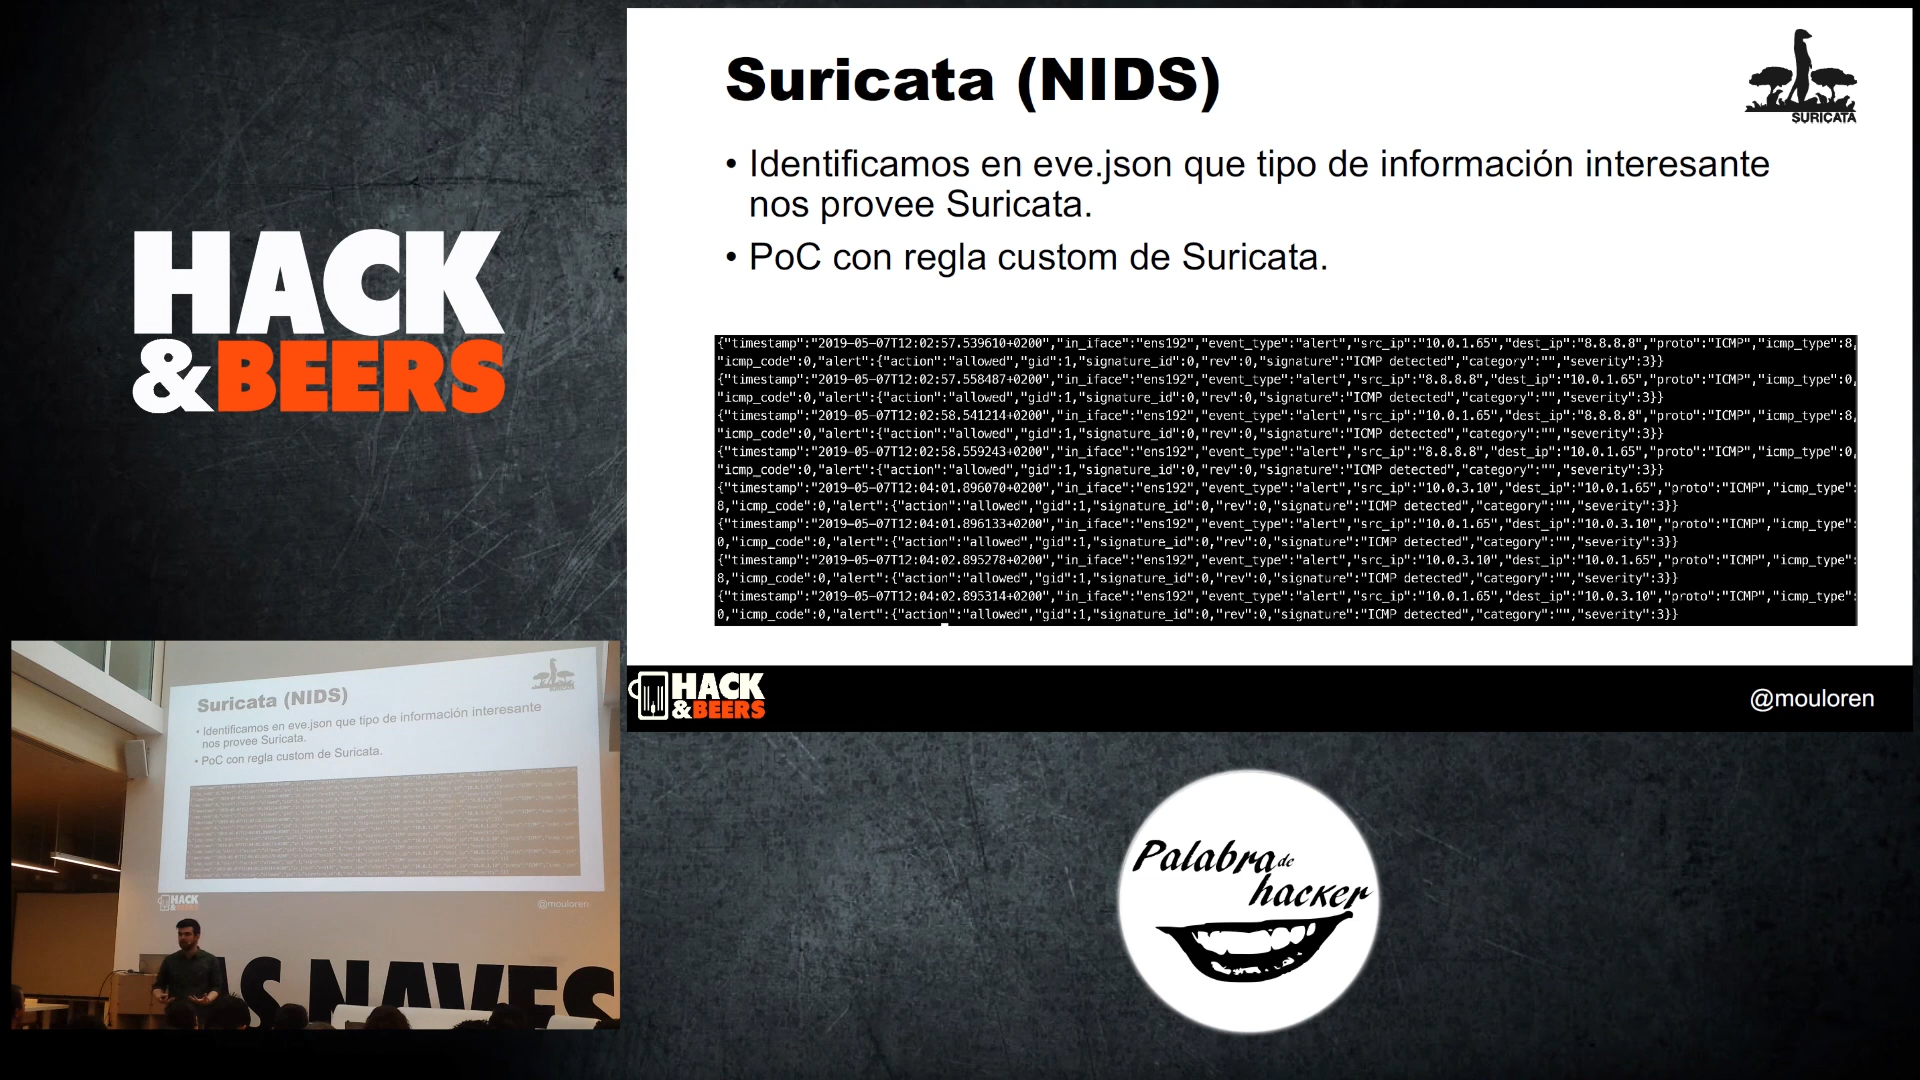 HACK
&BEERS
Suricata (NIDS)
SURICATA
• Identificamos en eve.json que tipo de información interesante
nos provee Suricata.
• PoC con regla custom de Suricata.
{"timestamp":"2019-05-07T12:02:57.539610+0200","in_iface":"ens192","event_type":"alert","src_ip":"10.0.1.65","dest_ip":"8.8.8.8","proto":"ICMP","icmp_type":8,
"icmp_code":0,"alert":{"action":"allowed","gid":1,"signature_id":0,"rev":0,"signature":"ICMP detected","category":"","severity":3}}
{"timestamp":"2019-05-07T12:02:57.558487+0200","in_iface":"ens192","event_type":"alert","src_ip":"8.8.8.8","dest_ip":"10.0.1.65","proto":"ICMP","icmp_type":0,
"icmp_code":0,"alert":{"action":"allowed","gid":1,"signature_id":0,"rev":0,"signature":"ICMP detected","category":"","severity":3}}
{"timestamp":"2019-05-07T12:02:58.541214+0200","in_iface":"ens192","event_type":"alert","src_ip":"10.0.1.65","dest_ip":"8.8.8.8","proto":"ICMP","icmp_type":8,
"icmp_code":0,"alert":{"action":"allowed","gid":1,"signature_id":0,"rev":0,"signature":"ICMP detected","category":"","severity":3}}
{"timestamp":"2019-05-07T12:02:58.559243+0200","in_iface":"ens192","event_type":"alert","src_ip":"8.8.8.8","dest_ip":"10.0.1.65","proto":"ICMP","icmp_type":0,
"icmp_code":0,"alert":{"action":"allowed","gid":1,"signature_id":0,"rev":0,"signature":"ICMP detected","category":"","severity":3}}
{"timestamp":"2019-05-07T12:04:01.896070+0200","in_iface":"ens192","event_type":"alert","src_ip":"10.0.3.10","dest_ip":"10.0.1.65","proto":"ICMP","icmp_type":
8,"icmp_code":0,"alert":{"action":"allowed","gid":1,"signature_id":0,"rev":0,"signature":"ICMP detected","category":"","severity":3}}
{"timestamp":"2019-05-07T12:04:01.896133+0200","in_iface":"ens192","event_type":"alert","src_ip":"10.0.1.65","dest_ip":"10.0.3.10","proto":"ICMP","icmp_type":
0,"icmp_code":0,"alert":{"action":"allowed","gid":1,"signature_id":0,"rev":0,"signature":"ICMP detected","category":"","severity":3}}
{"timestamp":"2019-05-07T12:04:02.895278+0200","in_iface":"ens192","event_type":"alert","src_ip":"10.0.3.10","dest_ip":"10.0.1.65","proto":"ICMP","icmp_type":
8,"icmp_code":0,"alert":{"action":"allowed","gid":1,"signature_id":0,"rev":0,"signature":"ICMP detected","category":"","severity":3}}
{"timestamp":"2019-05-07T12:04:02.895314+0200","in_iface":"ens192","event_type":"alert","src_ip":"10.0.1.65","dest_ip":"10.0.3.10","proto":"ICMP","icmp_type":
0,"icmp_code":0,"alert":{"action":"allowed","gid":1,"signature_id":0,"rev":0,"signature":"ICMP detected","category":"","severity":3}}
HACK
&BEERS
@mouloren
Suricata (NIDS)
• Identificamos en eve.json que tipo de información interesante
nos provee Suricata.
• PoC con regla custom de Suricata.
HACK
&BEERS
@mouloren
AS NAVES
Palabra de
hacker